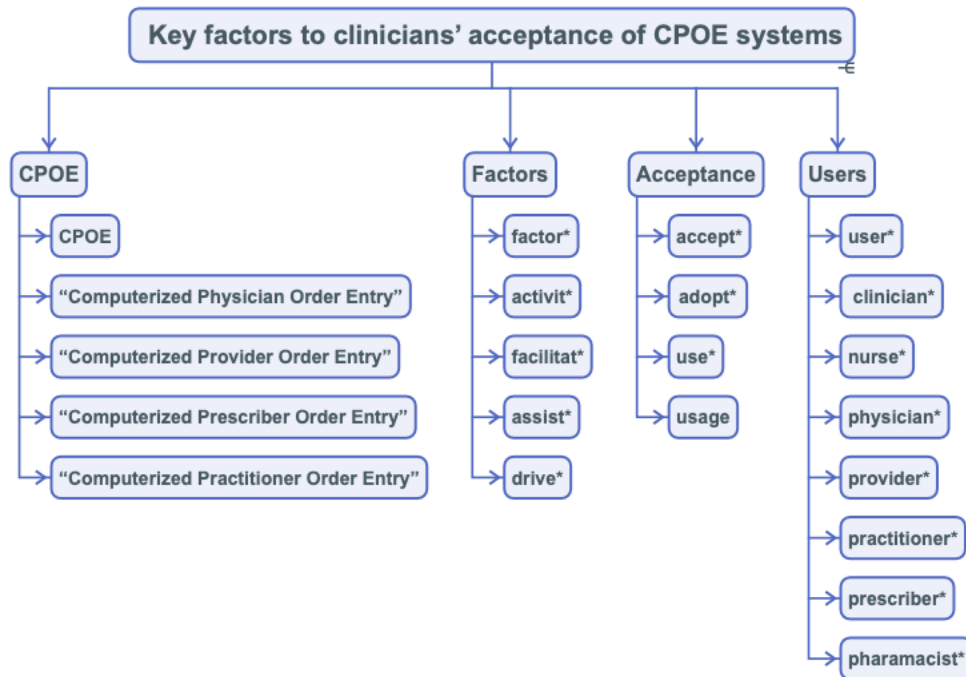 Key factors to clinicians’ acceptance of CPOE systems
CPOE
CPOE
“Computerized Physician Order Entry”
“Computerized Provider Order Entry”
“Computerized Prescriber Order Entry”
“Computerized Practitioner Order Entry”
Factors
factor*
activit*
facilitat*
assist*
drive*
Acceptance
accept*
adopt*
use*
usage
Users
user*
clinician*
nurse*
physician*
provider*
practitioner*
prescriber*
pharamacist*